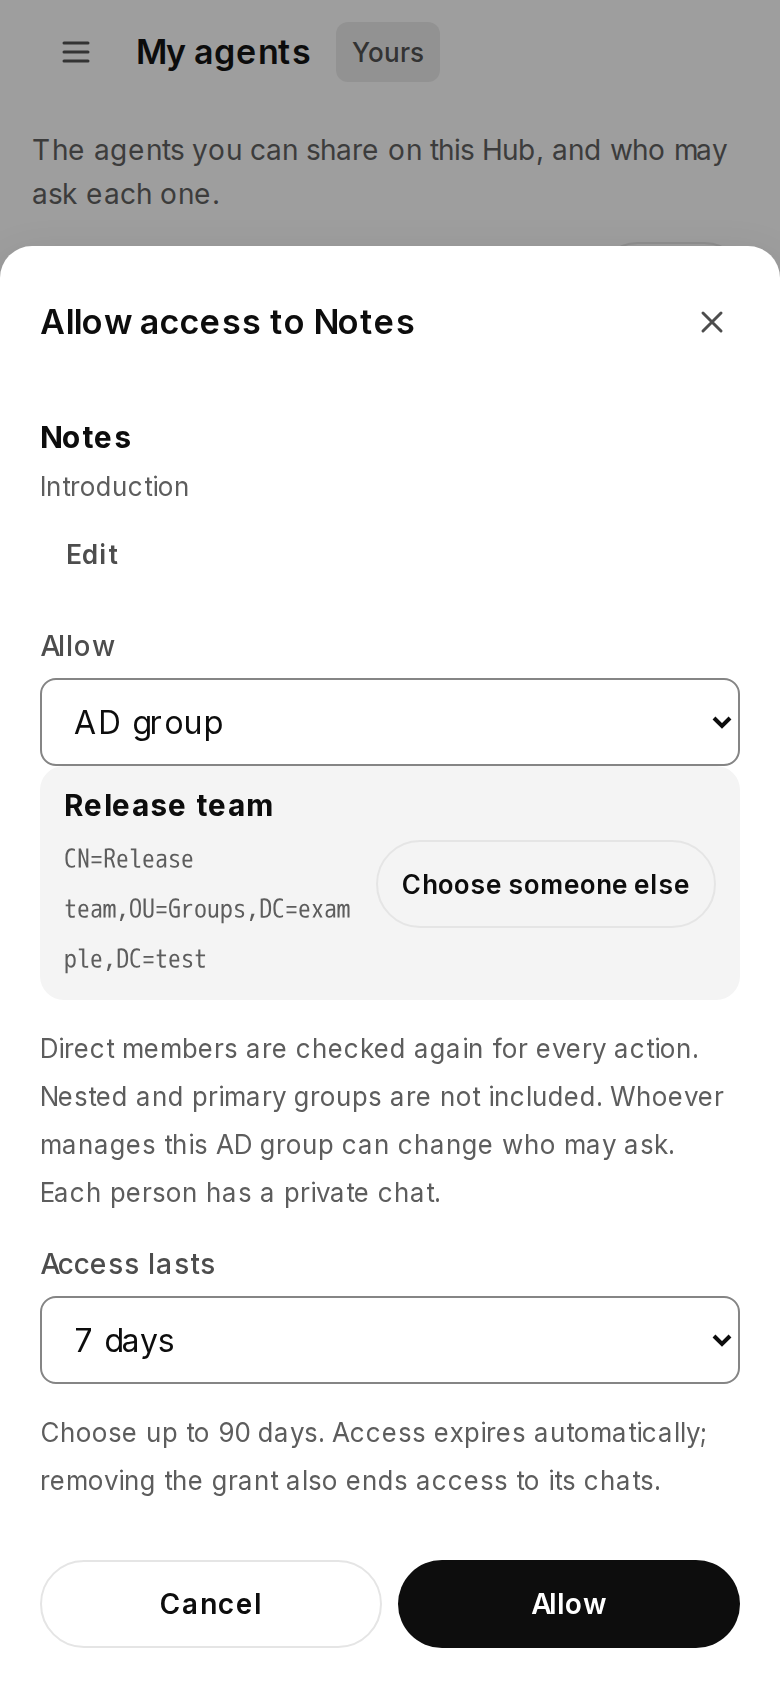 My agents
Yours
The agents you can share on this Hub, and who may
ask each one.
Allow access to Notes
Notes
Introduction
Edit
Allow
AD group
Release team
CN=Release
team,OU=Groups,DC=exam
ple,DC=test
Choose someone else
Direct members are checked again for every action.
Nested and primary groups are not included. Whoever
manages this AD group can change who may ask.
Each person has a private chat.
Access lasts
7 days
Choose up to 90 days. Access expires automatically;
removing the grant also ends access to its chats.
Cancel
Allow